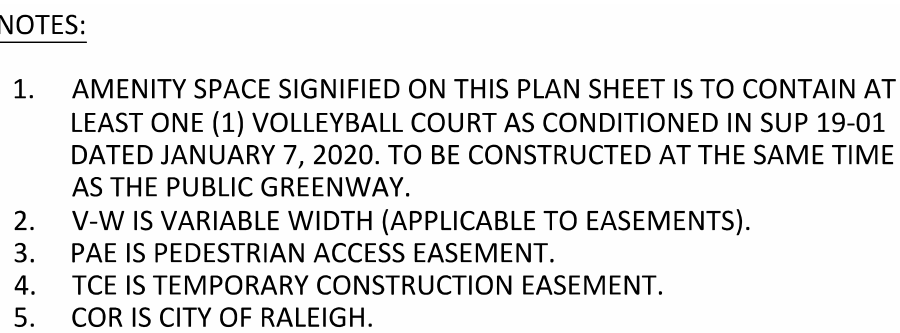 NOTES:
1. AMENITY SPACE SIGNIFIED ON THIS PLAN SHEET IS TO CONTAIN AT
LEAST ONE (1) VOLLEYBALL COURT AS CONDITIONED IN SUP 19-01
DATED JANUARY 7, 2020. TO BE CONSTRUCTED AT THE SAME TIME
AS THE PUBLIC GREENWAY.
2. V-W IS VARIABLE WIDTH (APPLICABLE TO EASEMENTS).
3. PAE IS PEDESTRIAN ACCESS EASEMENT.
4. TCE IS TEMPORARY CONSTRUCTION EASEMENT.
5. COR IS CITY OF RALEIGH.